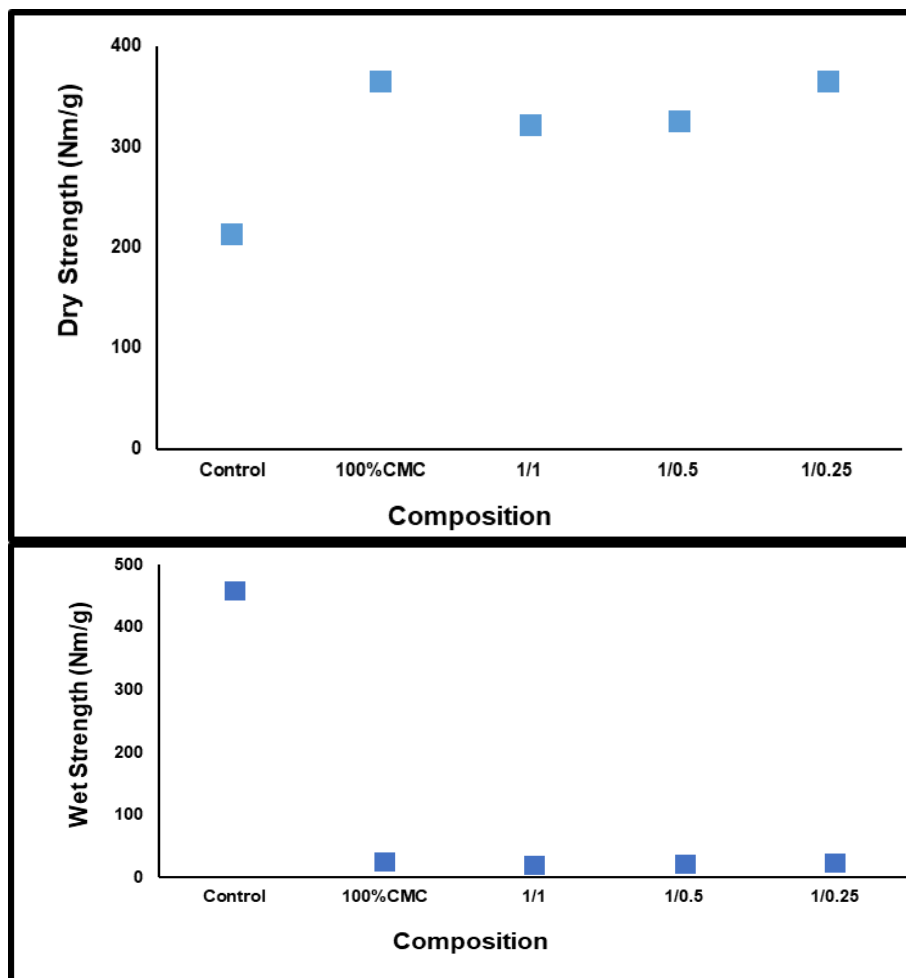 400
300
200
100
0
Dry Strength (Nm/g)
Control 100%CMC 1/1 1/0.5 1/0.25
Composition
500
400
300
200
100
0
Wet Strength (Nm/g)
Control 100%CMC 1/1 1/0.5 1/0.25
Composition